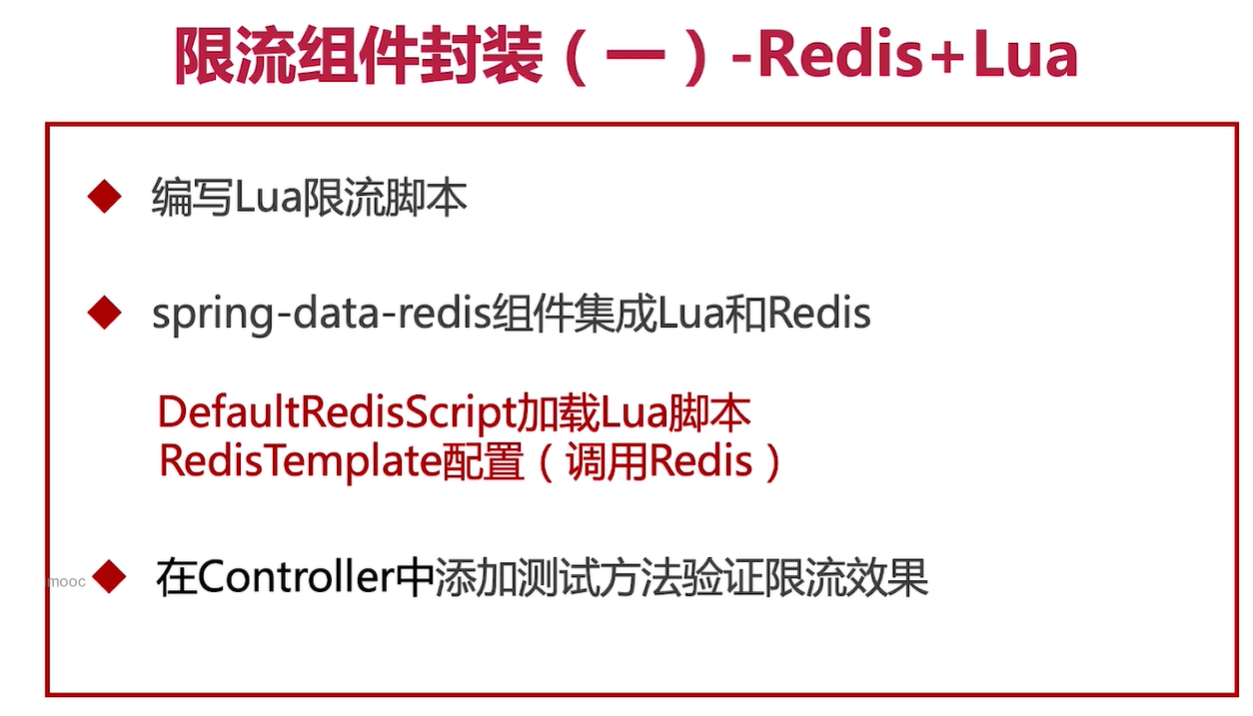 限流组件封装（一）-Redis+Lua
编写Lua限流脚本
spring-data-redis组件集成Lua和Redis
DefaultRedisScript加载Lua脚本
RedisTemplate配置（调用Redis）
mooc
在Controller中添加测试方法验证限流效果